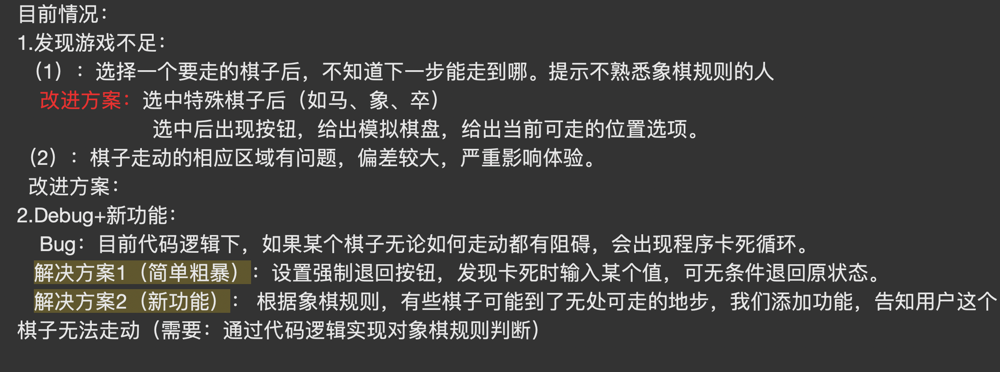 目前情况：
1.发现游戏不足：
（1）：选择一个要走的棋子后，不知道下一步能走到哪。提示不熟悉象棋规则的人
改进方案：选中特殊棋子后（如马、象、卒）
选中后出现按钮，给出模拟棋盘，给出当前可走的位置选项。
（2）：棋子走动的相应区域有问题，偏差较大，严重影响体验。
改进方案：
2.Debug+新功能：
Bug：目前代码逻辑下，如果某个棋子无论如何走动都有阻碍，会出现程序卡死循环。
解决方案1（简单粗暴）：设置强制退回按钮，发现卡死时输入某个值，可无条件退回原状态。
解决方案2（新功能）： 根据象棋规则，有些棋子可能到了无处可走的地步，我们添加功能，告知用户这个
棋子无法走动（需要：通过代码逻辑实现对象棋规则判断）